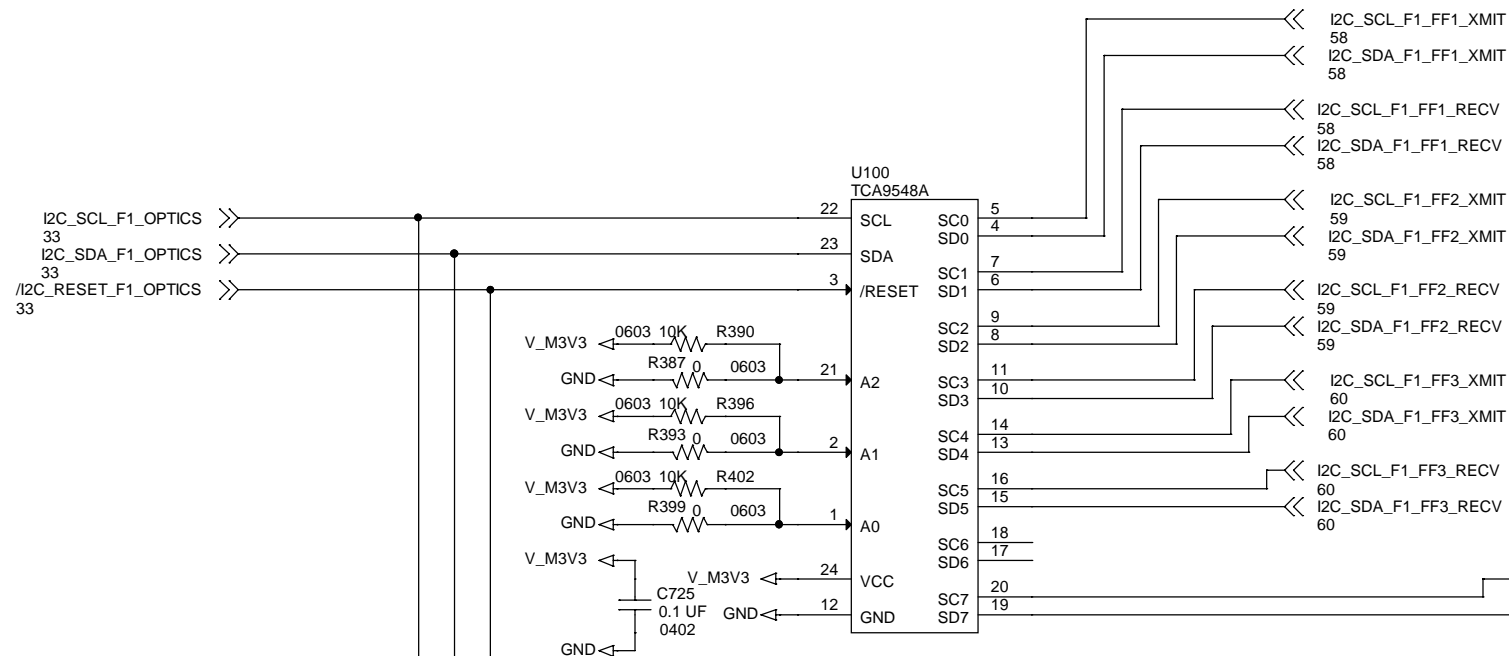 I2C_SCL_F1_FF1_XMIT
58
I2C_SDA_F1_FF1_XMIT
58
I2C_SCL_F1_FF1_RECV
58
I2C_SDA_F1_FF1_RECV
58
U100
TCA9548A
I2C_SCL_F1_FF2_XMIT
59
I2C_SDA_F1_FF2_XMIT
59
I2C_SCL_F1_OPTICS
33
22 SCL SC0 5
SD0 4
I2C_SDA_F1_OPTICS
33
23 SDA
SC1 7
/I2C_RESET_F1_OPTICS
33
3 /RESET SD1 6
I2C_SCL_F1_FF2_RECV
59
I2C_SDA_F1_FF2_RECV
59
SC2 9
SD2 8
V_M3V3 0603 10K R390
GND R387 0 0603 21 A2
SC3 11
SD3 10
I2C_SCL_F1_FF3_XMIT
60
I2C_SDA_F1_FF3_XMIT
60
V_M3V3 0603 10K R396
GND R393 0 0603 2 A1
SC4 14
SD4 13
I2C_SCL_F1_FF3_RECV
60
I2C_SDA_F1_FF3_RECV
60
V_M3V3 0603 10K R402
GND R399 0 0603 1 A0
SC5 16
SD5 15
SC6 18
SD6 17
V_M3V3
C725
0.1 UF
0402
GND
V_M3V3 24 VCC
GND 12 GND
SC7 20
SD7 19